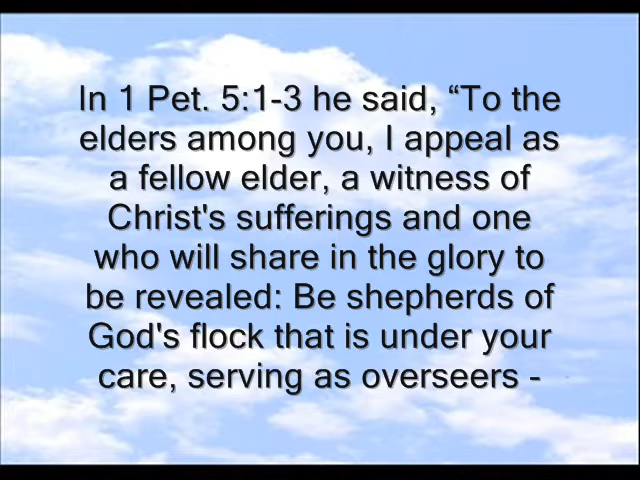 In 1 Pet. 5:1-3 he said, “To the
elders among you, I appeal as
a fellow elder, a witness of
Christ's sufferings and one
who will share in the glory to
be revealed: Be shepherds of
God's flock that is under your
care, serving as overseers -